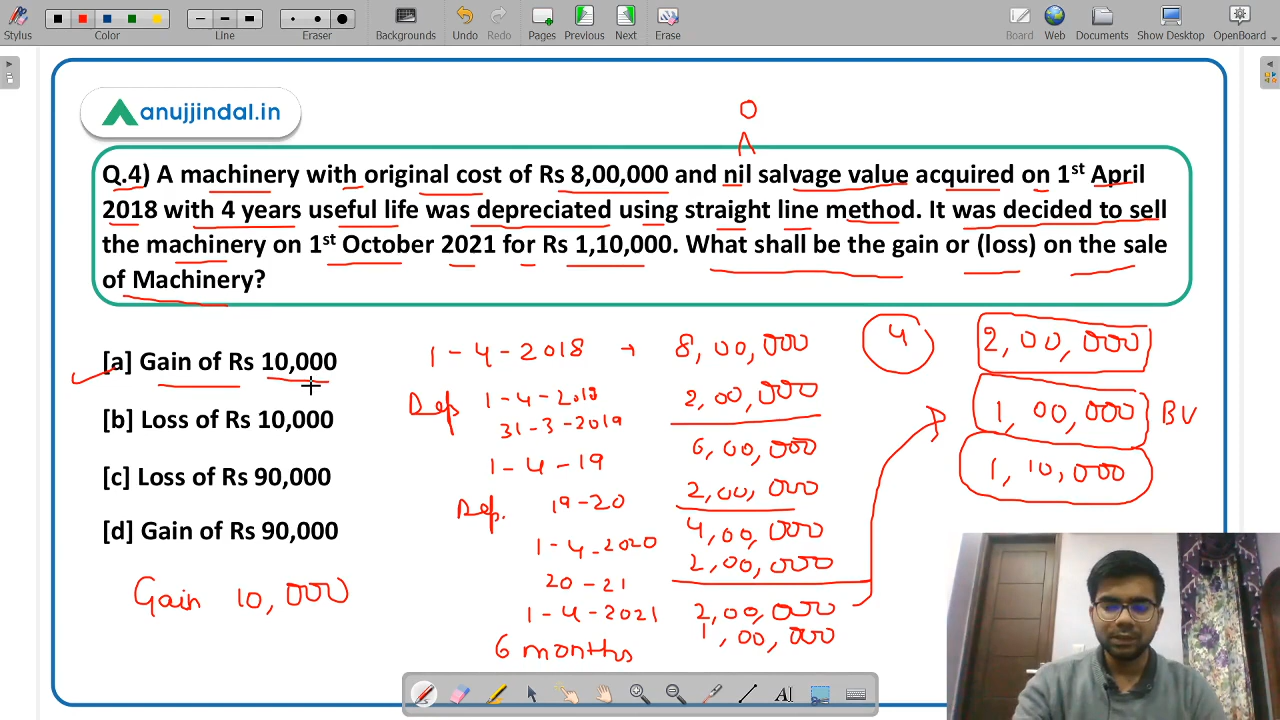 Stylus
Color
Line
Eraser
Backgrounds
Undo
Redo
Pages
Previous
Next
Erase
Board
Web
Documents
Show Desktop
OpenBoard
anujjindal.in
0
Q.4) A machinery with original cost of Rs 8,00,000 and nil salvage value acquired on 1st April
2018 with 4 years useful life was depreciated using straight line method. It was decided to sell
the machinery on 1st October 2021 for Rs 1,10,000. What shall be the gain or (loss) on the sale
of Machinery?
[a] Gain of Rs 10,000
[b] Loss of Rs 10,000
[c] Loss of Rs 90,000
[d] Gain of Rs 90,000
Gain 10,000
1-4-2018 → 8,00,000
Dep. 1-4-2018 2,00,000
31-3-2019
6,00,000
1-4-19
Dep. 19-20 2,00,000
4,00,000
1-4-2020
2,00,000
20-21
1-4-2021 2,00,000
6 months 1,00,000
4
2,00,000
1,00,000 BV
1,10,000
AI